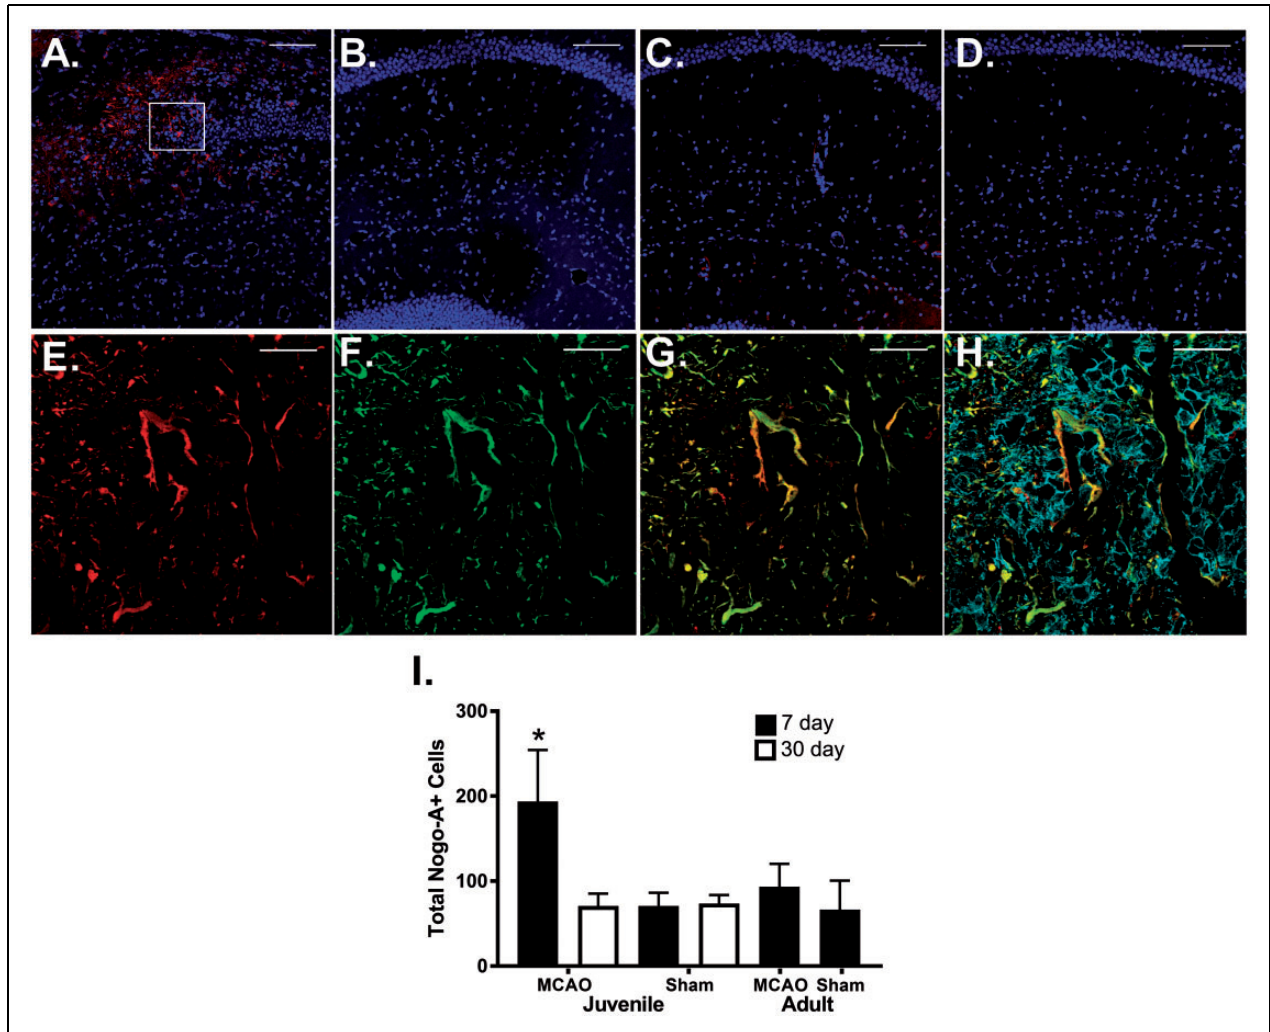 A.
B.
C.
D.
E.
F.
G.
H.
I.
Total Nogo-A+ Cells
300
200
100
0
*
7 day
30 day
MCAO
Sham
MCAO
Sham
Juvenile
Adult